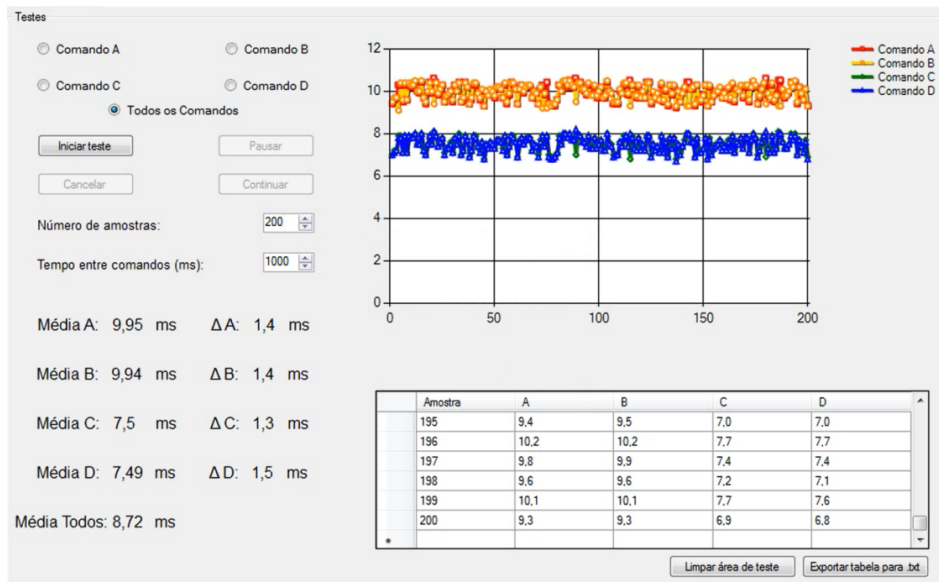 Testes
Comando A
Comando B
Comando C
Comando D
Todos os Comandos
Iniciar teste
Pausar
Cancelar
Continuar
Número de amostras: 200
Tempo entre comandos (ms): 1000
Média A: 9,95 ms Δ A: 1,4 ms
Média B: 9,94 ms Δ B: 1,4 ms
Média C: 7,5 ms Δ C: 1,3 ms
Média D: 7,49 ms Δ D: 1,5 ms
Média Todos: 8,72 ms
12
10
8
6
4
2
0
0 50 100 150 200
Comando A
Comando B
Comando C
Comando D
Amostra A B C D
195 9,4 9,5 7,0 7,0
196 10,2 10,2 7,7 7,7
197 9,8 9,9 7,4 7,4
198 9,6 9,6 7,2 7,1
199 10,1 10,1 7,7 7,6
200 9,3 9,3 6,9 6,8
*
Limpar área de teste
Exportar tabela para .txt